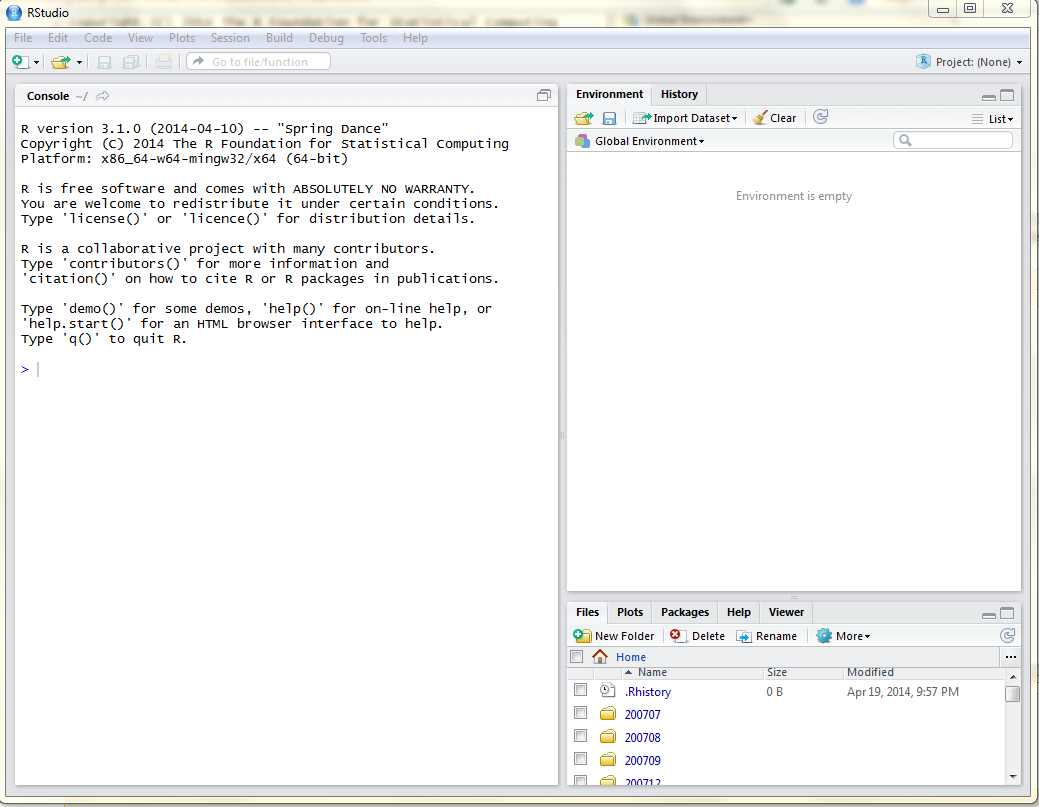 RStudio
File Edit Code View Plots Session Build Debug Tools Help
Go to file/function
Project: (None)
Console ~/
R version 3.1.0 (2014-04-10) -- "Spring Dance"
Copyright (C) 2014 The R Foundation for Statistical Computing
Platform: x86_64-w64-mingw32/x64 (64-bit)
R is free software and comes with ABSOLUTELY NO WARRANTY.
You are welcome to redistribute it under certain conditions.
Type 'license()' or 'licence()' for distribution details.
R is a collaborative project with many contributors.
Type 'contributors()' for more information and
'citation()' on how to cite R or R packages in publications.
Type 'demo()' for some demos, 'help()' for on-line help, or
'help.start()' for an HTML browser interface to help.
Type 'q()' to quit R.
>
Environment History
Import Dataset Clear List
Global Environment
Environment is empty
Files Plots Packages Help Viewer
New Folder Delete Rename More
Home ...
Name Size Modified
.Rhistory 0 B Apr 19, 2014, 9:57 PM
200707
200708
200709
200712